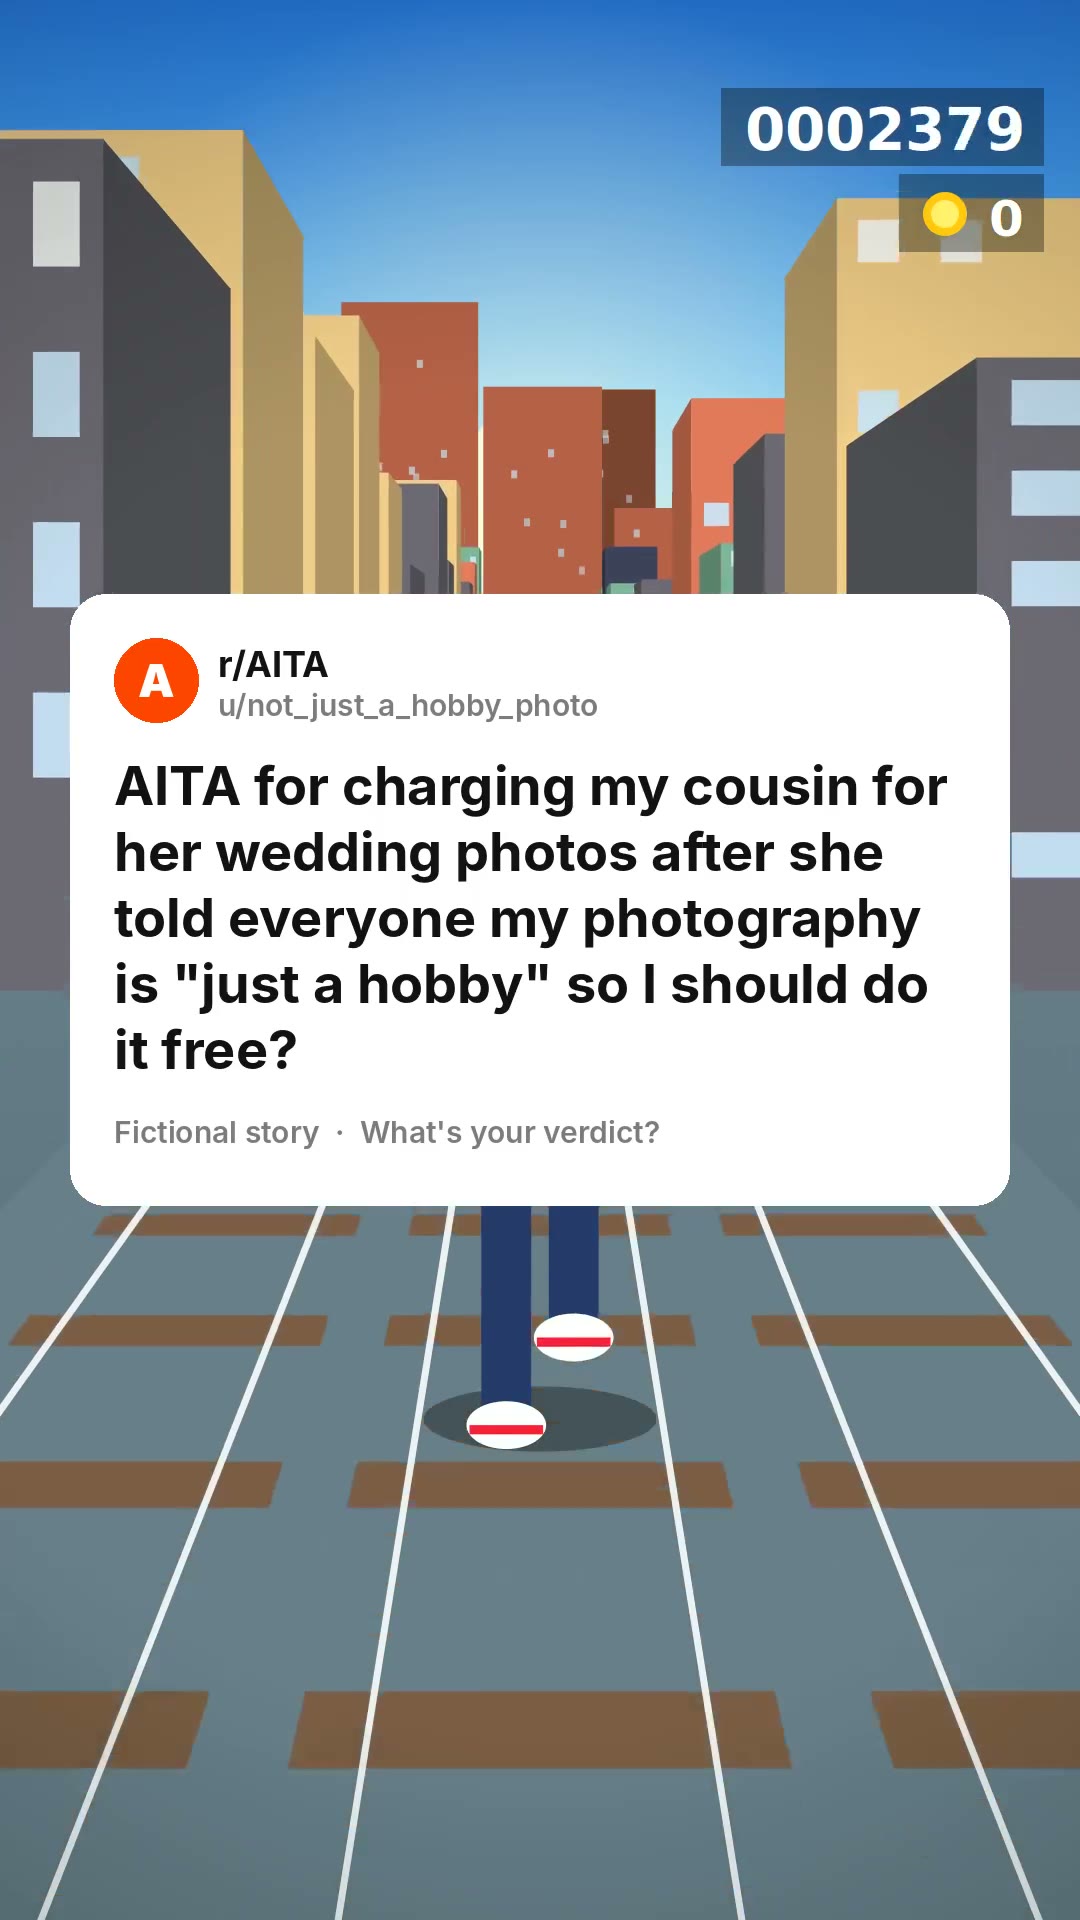 0002379
0
A
r/AITA
u/not_just_a_hobby_photo
AITA for charging my cousin for
her wedding photos after she
told everyone my photography
is "just a hobby" so I should do
it free?
Fictional story · What's your verdict?